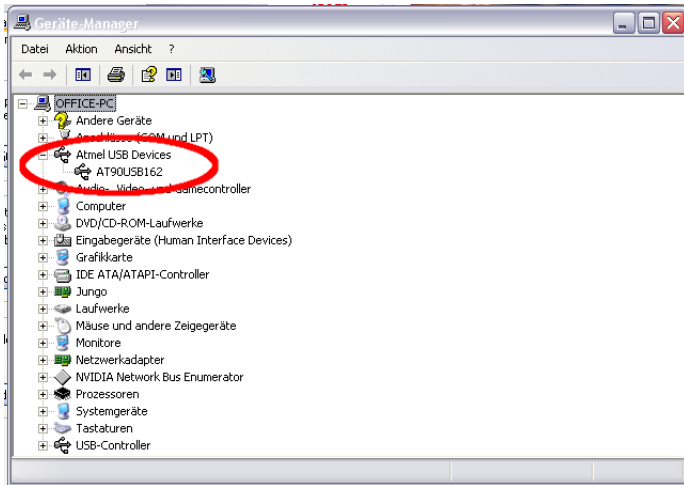 Geräte-Manager
Datei Aktion Ansicht ?
OFFICE-PC
Andere Geräte
Anschlüsse (COM und LPT)
Atmel USB Devices
AT90USB162
Audio-, Video- und Gamecontroller
Computer
DVD/CD-ROM-Laufwerke
Eingabegeräte (Human Interface Devices)
Grafikkarte
IDE ATA/ATAPI-Controller
Jungo
Laufwerke
Mäuse und andere Zeigegeräte
Monitore
Netzwerkadapter
NVIDIA Network Bus Enumerator
Prozessoren
Systemgeräte
Tastaturen
USB-Controller